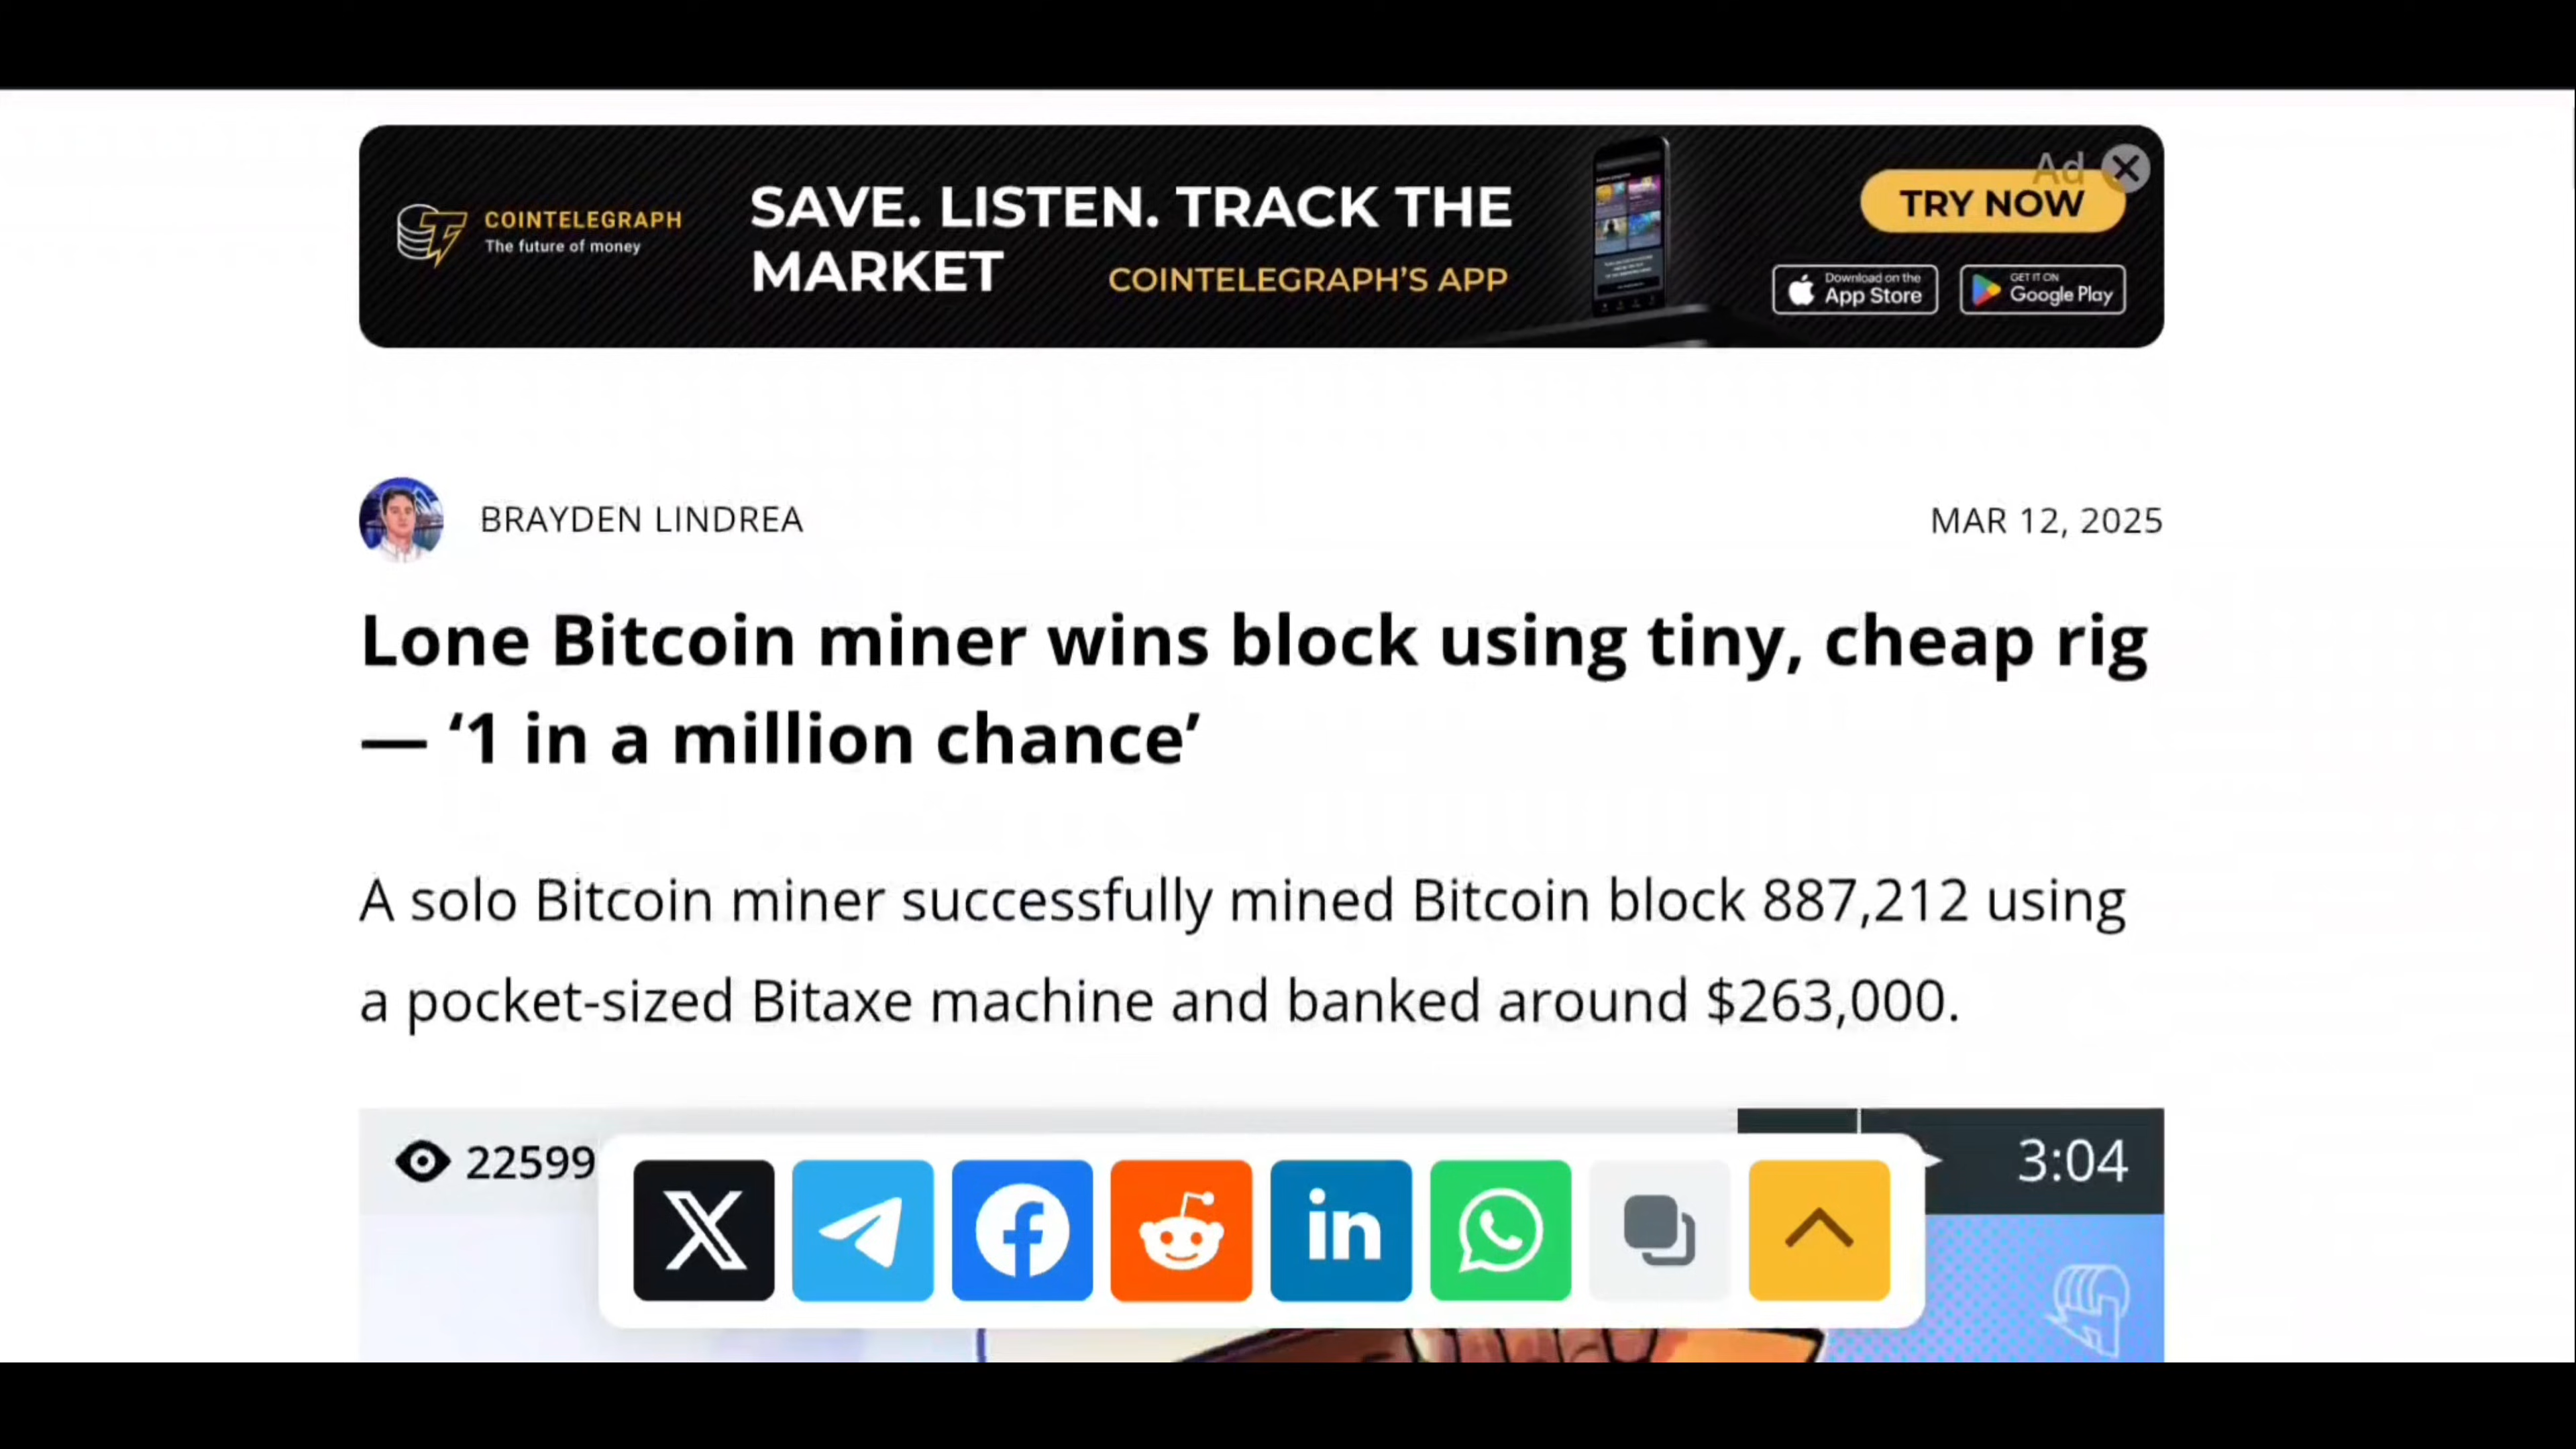 COINTELEGRAPH
The future of money
SAVE. LISTEN. TRACK THE
MARKET
COINTELEGRAPH'S APP
Ad
TRY NOW
Download on the
App Store
GET IT ON
Google Play
BRAYDEN LINDREA
MAR 12, 2025
Lone Bitcoin miner wins block using tiny, cheap rig
— ‘1 in a million chance’
A solo Bitcoin miner successfully mined Bitcoin block 887,212 using
a pocket-sized Bitaxe machine and banked around $263,000.
22599
3:04